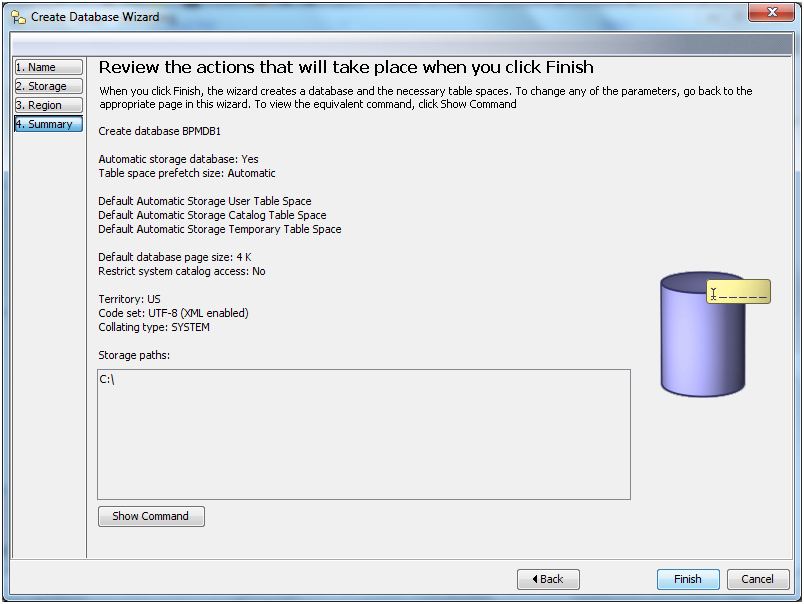 Create Database Wizard
1. Name
2. Storage
3. Region
4. Summary
Review the actions that will take place when you click Finish
When you click Finish, the wizard creates a database and the necessary table spaces. To change any of the parameters, go back to the
appropriate page in this wizard. To view the equivalent command, click Show Command
Create database BPMDB1
Automatic storage database: Yes
Table space prefetch size: Automatic
Default Automatic Storage User Table Space
Default Automatic Storage Catalog Table Space
Default Automatic Storage Temporary Table Space
Default database page size: 4 K
Restrict system catalog access: No
Territory: US
Code set: UTF-8 (XML enabled)
Collating type: SYSTEM
Storage paths:
C:\
Show Command
Back
Finish
Cancel